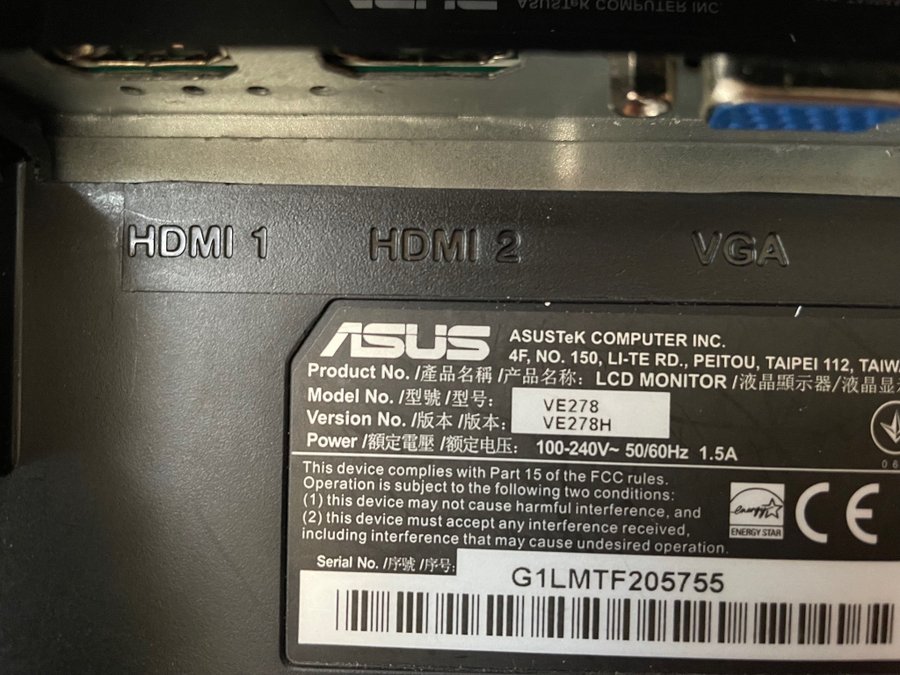 ASUSTeK COMPUTER INC
HDMI 1
HDMI 2
VGA
ASUS
ASUSTeK COMPUTER INC.
4F, NO. 150, LI-TE RD., PEITOU, TAIPEI 112, TAIWA
Product No. /產品名稱 /产品名称: LCD MONITOR /液晶顯示器/液晶显
Model No. /型號 /型号: VE278
Version No. /版本 /版本: VE278H
Power /額定電壓 /额定电压: 100-240V~ 50/60Hz 1.5A
This device complies with Part 15 of the FCC rules.
Operation is subject to the following two conditions:
(1) this device may not cause harmful interference, and
(2) this device must accept any interference received,
including interference that may cause undesired operation.
energy
ENERGY STAR
CE
06
Serial No. /序號 /序号: G1LMTF205755